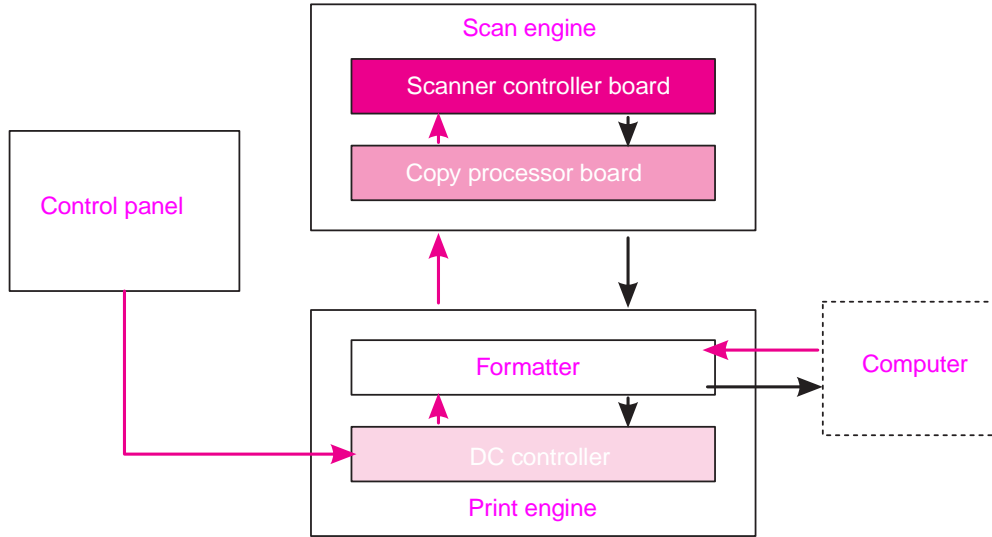 Scan engine
Scanner controller board
Copy processor board
Control panel
Formatter
Computer
DC controller
Print engine